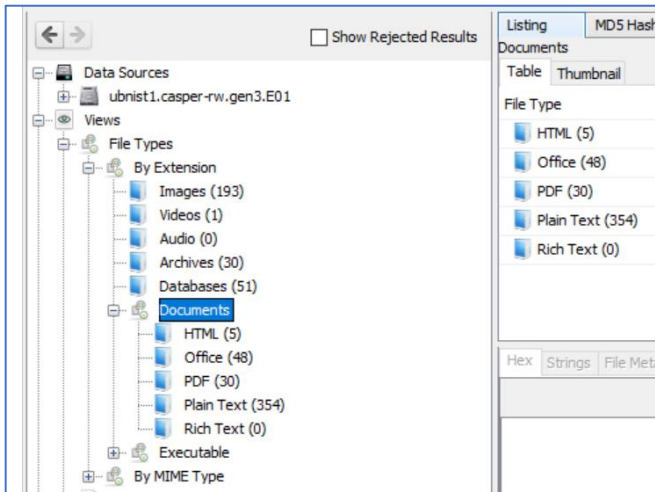 Show Rejected Results
Data Sources
ubnist1.casper-rw.gen3.E01
Views
File Types
By Extension
Images (193)
Videos (1)
Audio (0)
Archives (30)
Databases (51)
Documents
HTML (5)
Office (48)
PDF (30)
Plain Text (354)
Rich Text (0)
Executable
By MIME Type
Listing MD5 Hash
Documents
Table Thumbnail
File Type
HTML (5)
Office (48)
PDF (30)
Plain Text (354)
Rich Text (0)
Hex Strings File Met